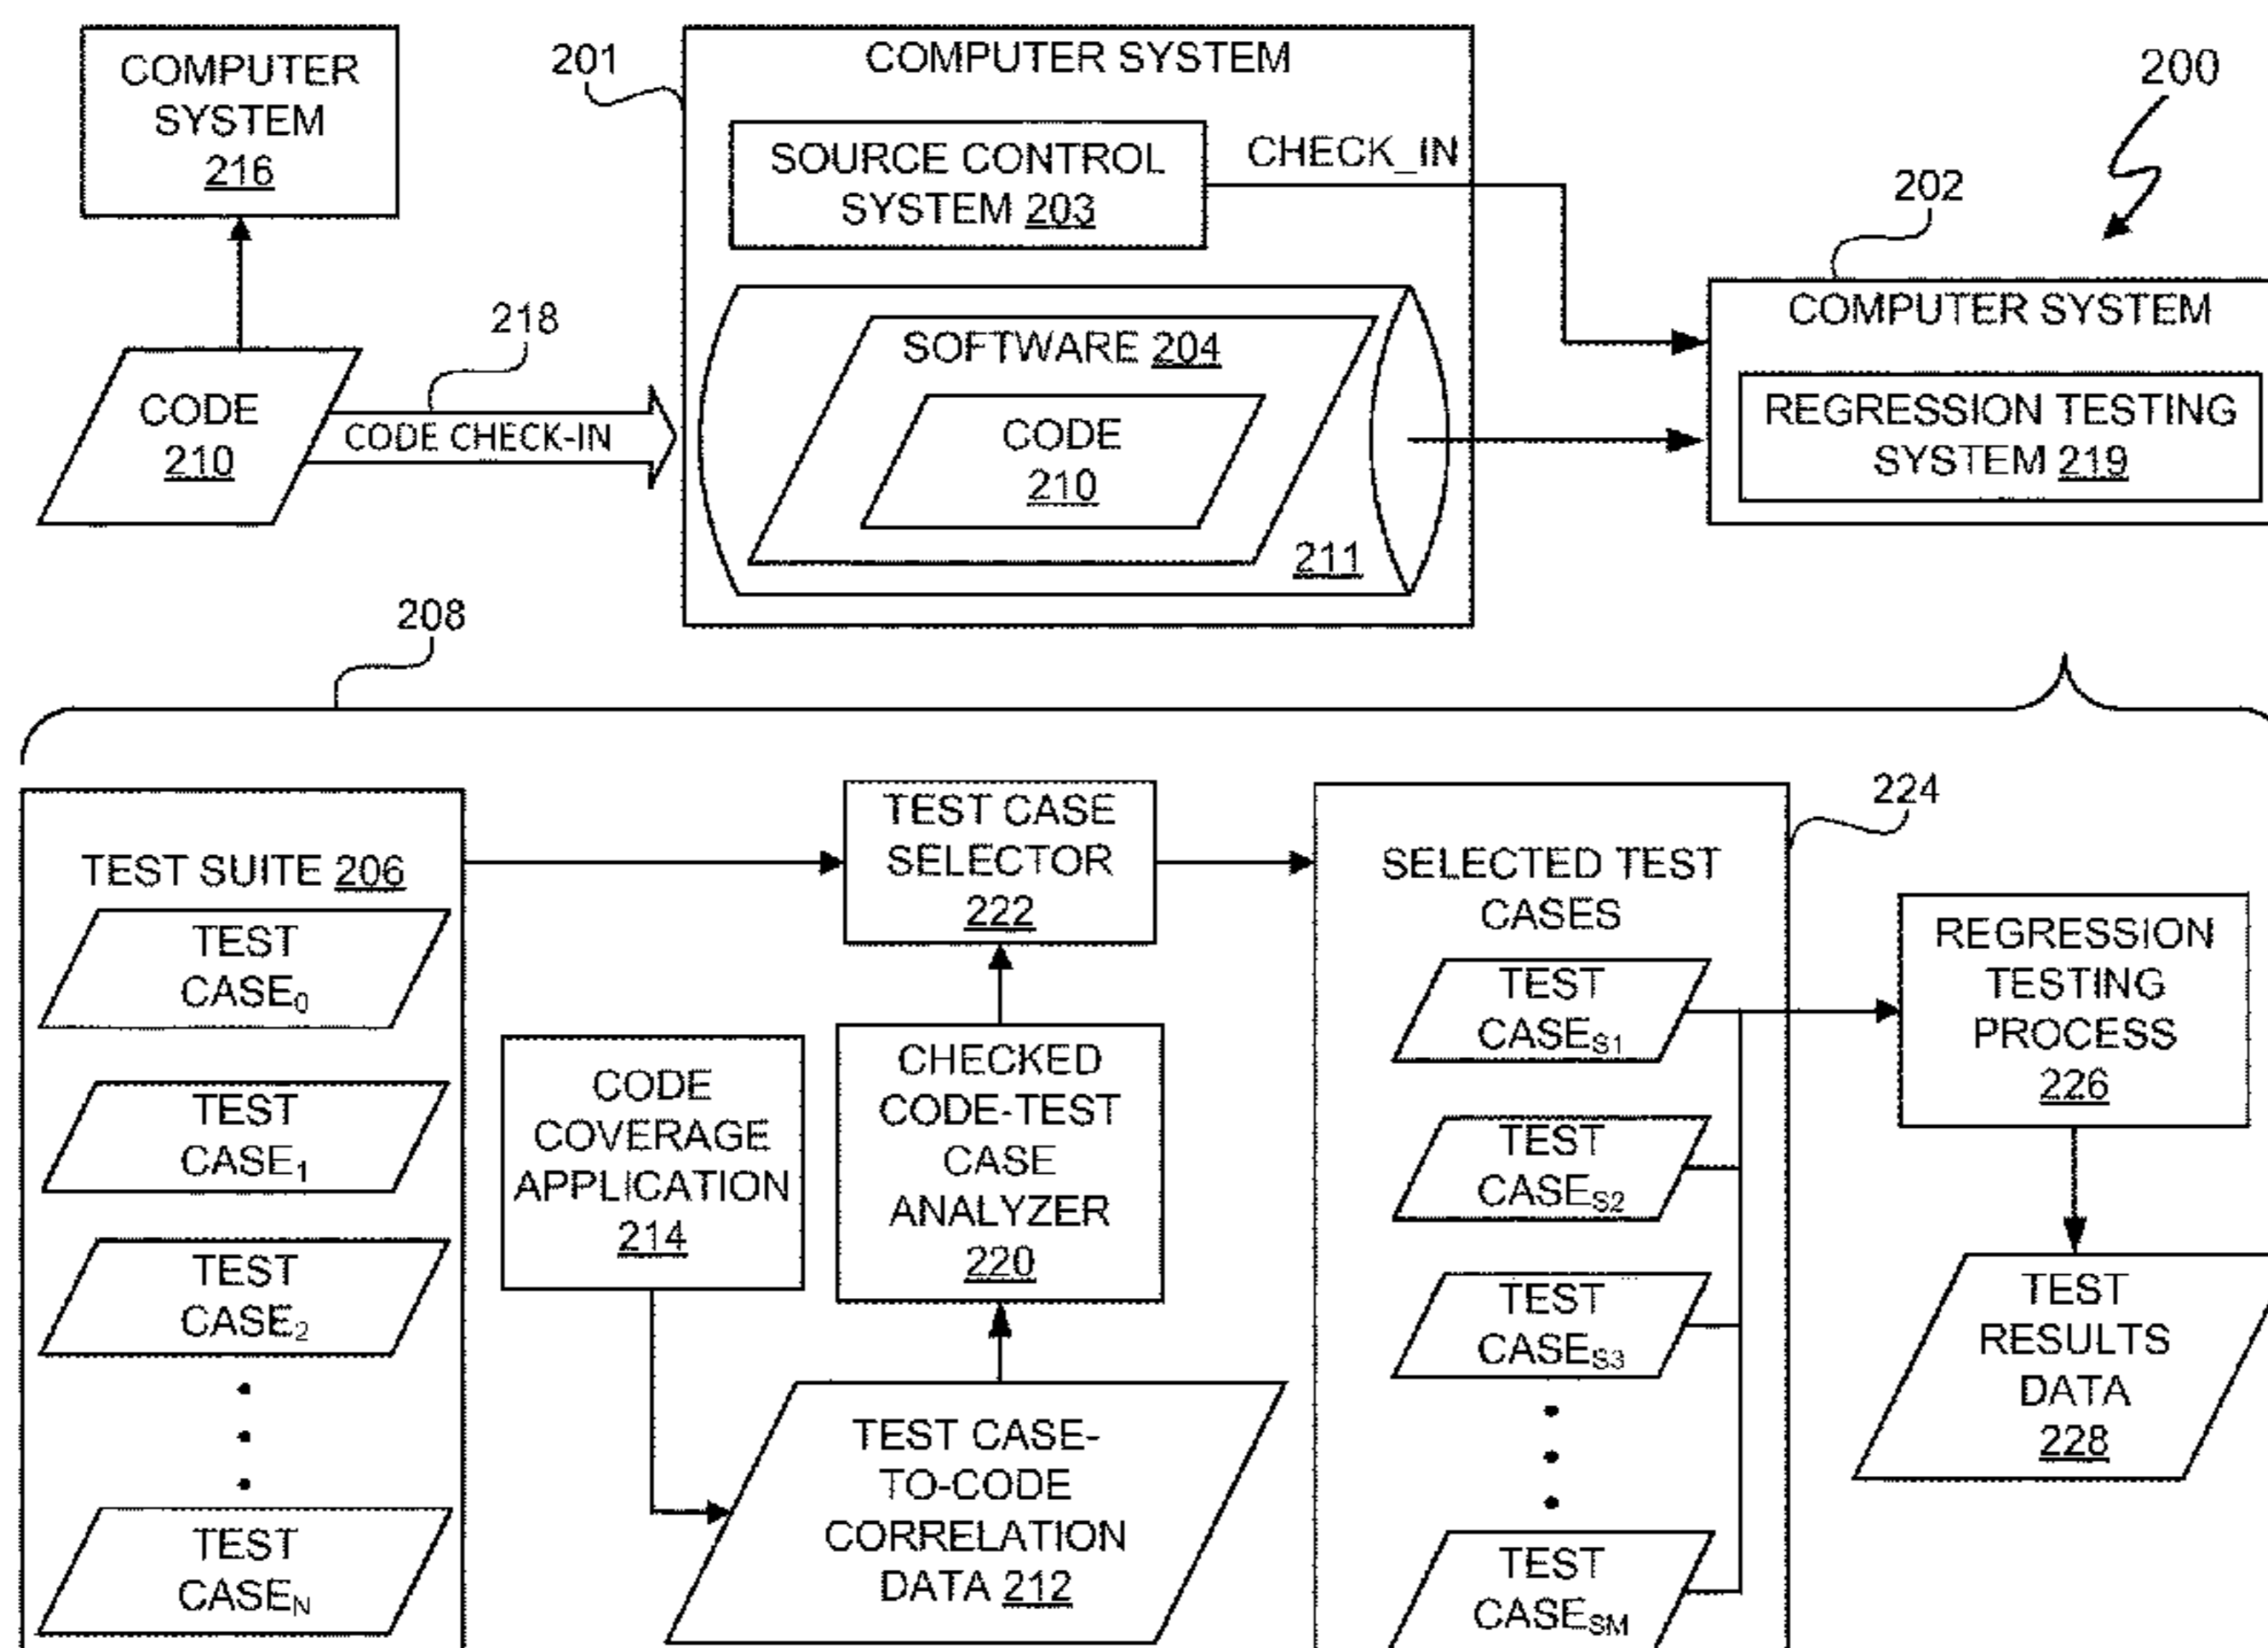 COMPUTER
SYSTEM
216
201
COMPUTER SYSTEM
200
SOURCE CONTROL
SYSTEM 203
CHECK_IN
202
COMPUTER SYSTEM
REGRESSION TESTING
SYSTEM 219
218
CODE
210
CODE CHECK-IN
SOFTWARE 204
CODE
210
211
208
TEST SUITE 206
TEST
CASE0
TEST
CASE1
TEST
CASE2
TEST
CASEN
CODE
COVERAGE
APPLICATION
214
TEST CASE
SELECTOR
222
CHECKED
CODE-TEST
CASE
ANALYZER
220
TEST CASE-
TO-CODE
CORRELATION
DATA 212
224
SELECTED TEST
CASES
TEST
CASES1
TEST
CASES2
TEST
CASES3
TEST
CASESM
REGRESSION
TESTING
PROCESS
226
TEST
RESULTS
DATA
228